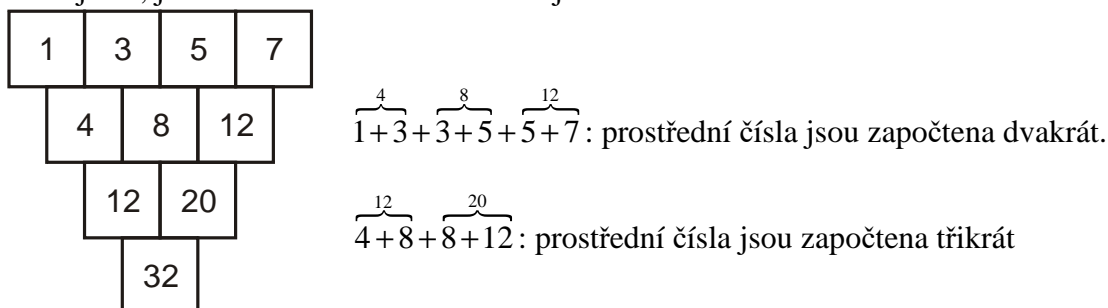 1 3 5 7
4 8 12
4 8 12
1+3+3+5+5+7: prostřední čísla jsou započtena dvakrát.
12 20
12 20
4+8+8+12: prostřední čísla jsou započtena třikrát
32